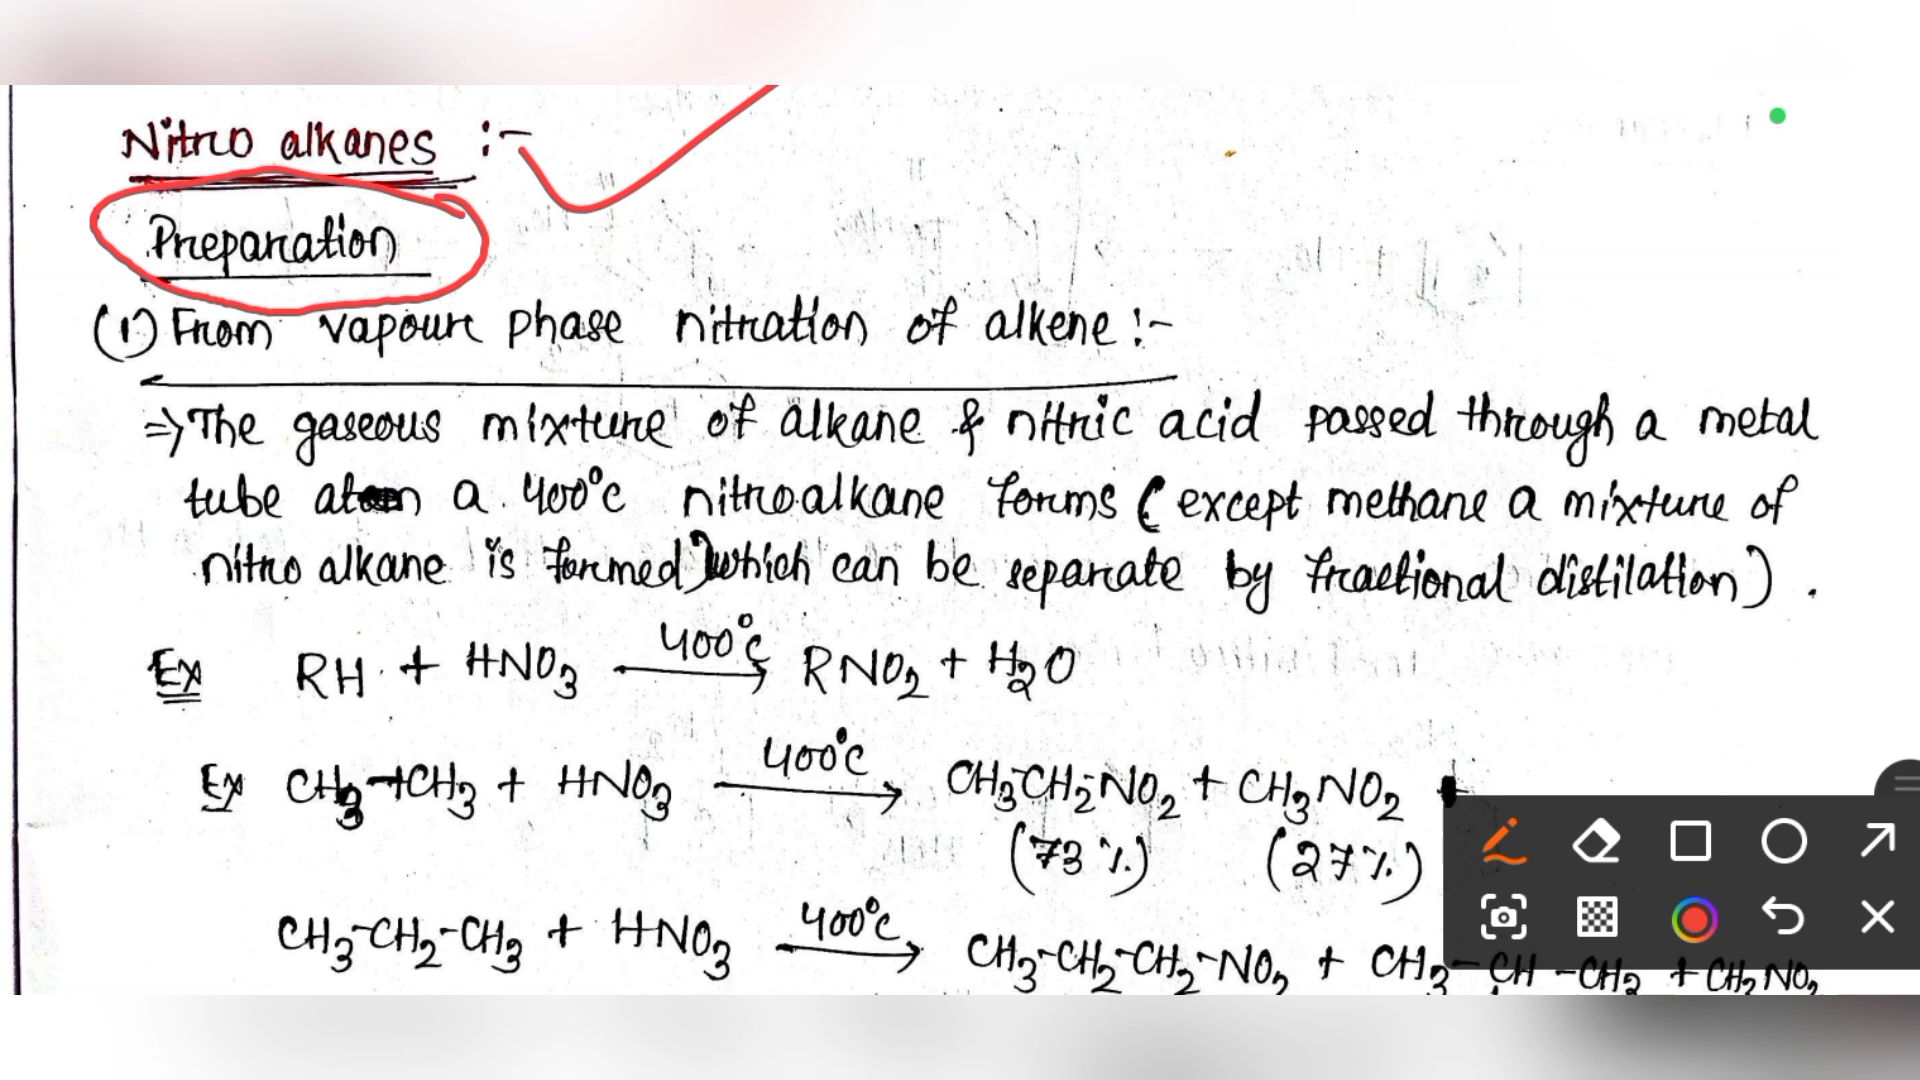 Nitro alkanes :-
Preparation
(1) From vapour phase nitration of alkene :-
⇒ The gaseous mixture of alkane & nitric acid passed through a metal
tube at a 400°c nitroalkane forms (except methane a mixture of
nitro alkane is formed) which can be separate by fractional distilation) .
Ex RH + HNO₃ 400°c → RNO₂ + H₂O
Ex CH₃-CH₃ + HNO₃ 400°c → CH₃-CH₂-NO₂ + CH₃NO₂ +
(73%) (27%)
CH₃-CH₂-CH₃ + HNO₃ 400°c → CH₃-CH₂-CH₂-NO₂ + CH₃-CH-CH₃ + CH₃NO₂